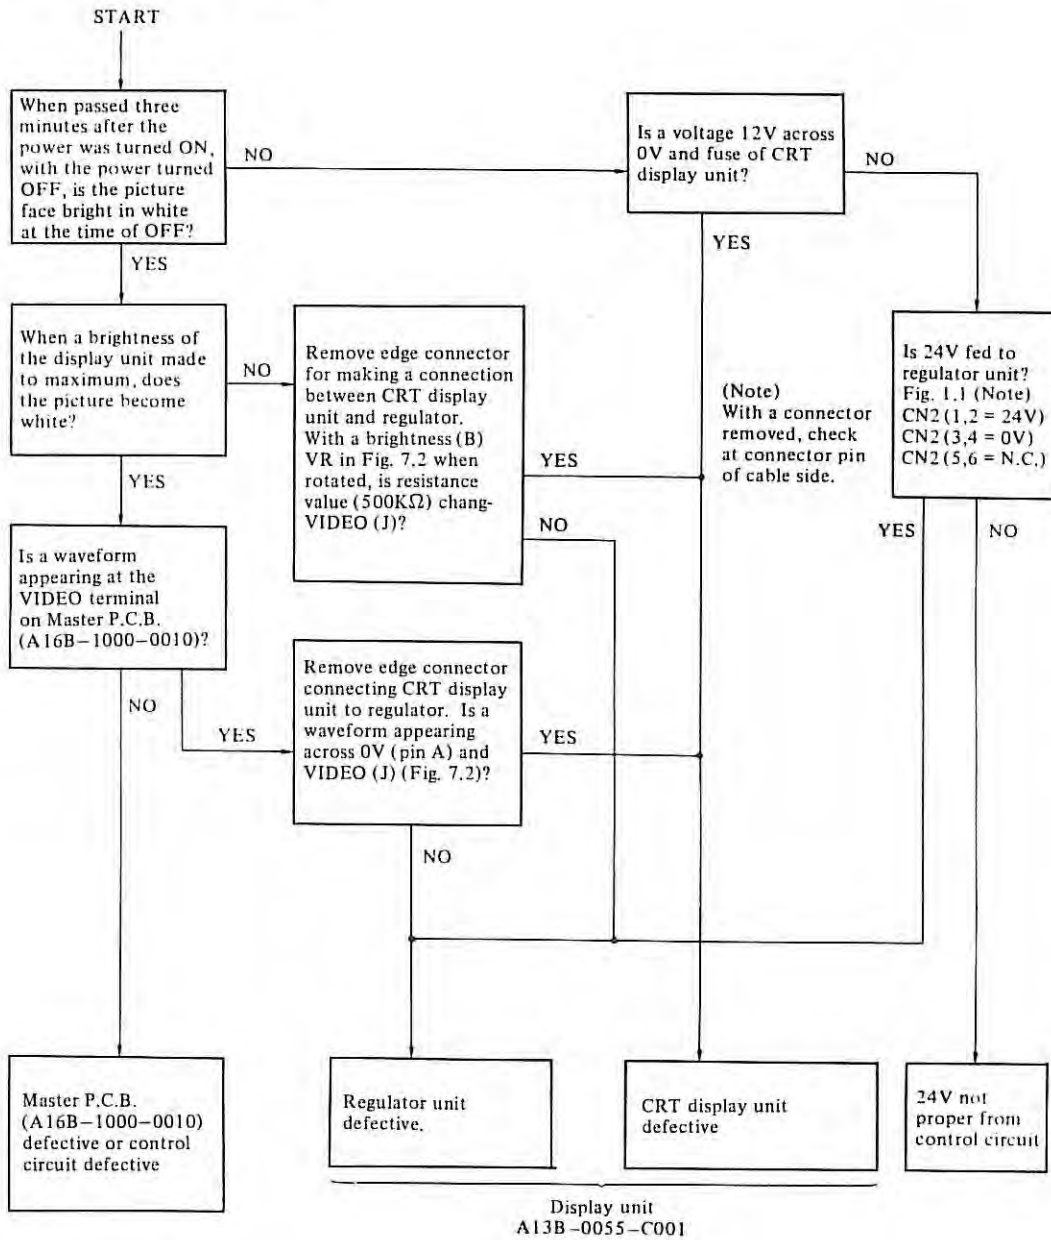 START
When passed three
minutes after the
power was turned ON,
with the power turned
OFF, is the picture
face bright in white
at the time of OFF?
NO
YES
Is a voltage 12V across
0V and fuse of CRT
display unit?
NO
YES
When a brightness of
the display unit made
to maximum, does
the picture become
white?
NO
YES
Remove edge connector
for making a connection
between CRT display
unit and regulator.
With a brightness (B)
VR in Fig. 7.2 when
rotated, is resistance
value (500KΩ) chang-
VIDEO (J)?
YES
NO
(Note)
With a connector
removed, check
at connector pin
of cable side.
Is 24V fed to
regulator unit?
Fig. 1.1 (Note)
CN2 (1,2 = 24V)
CN2 (3,4 = 0V)
CN2 (5,6 = N.C.)
YES
NO
Is a waveform
appearing at the
VIDEO terminal
on Master P.C.B.
(A16B-1000-0010)?
NO
YES
Remove edge connector
connecting CRT display
unit to regulator. Is a
waveform appearing
across 0V (pin A) and
VIDEO (J) (Fig. 7.2)?
YES
NO
Master P.C.B.
(A16B-1000-0010)
defective or control
circuit defective
Regulator unit
defective.
CRT display unit
defective
24V not
proper from
control circuit
Display unit
A13B-0055-C001